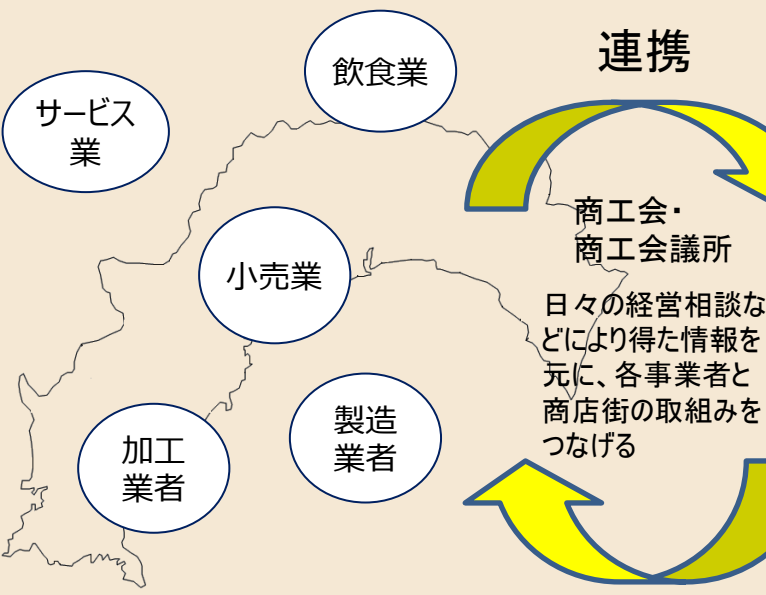 飲食業
連携
サービス
業
商工会・
商工会議所
小売業
日々の経営相談な
どにより得た情報を
元に、各事業者と
商店街の取組みを
つなげる
製造
業者
加工
業者